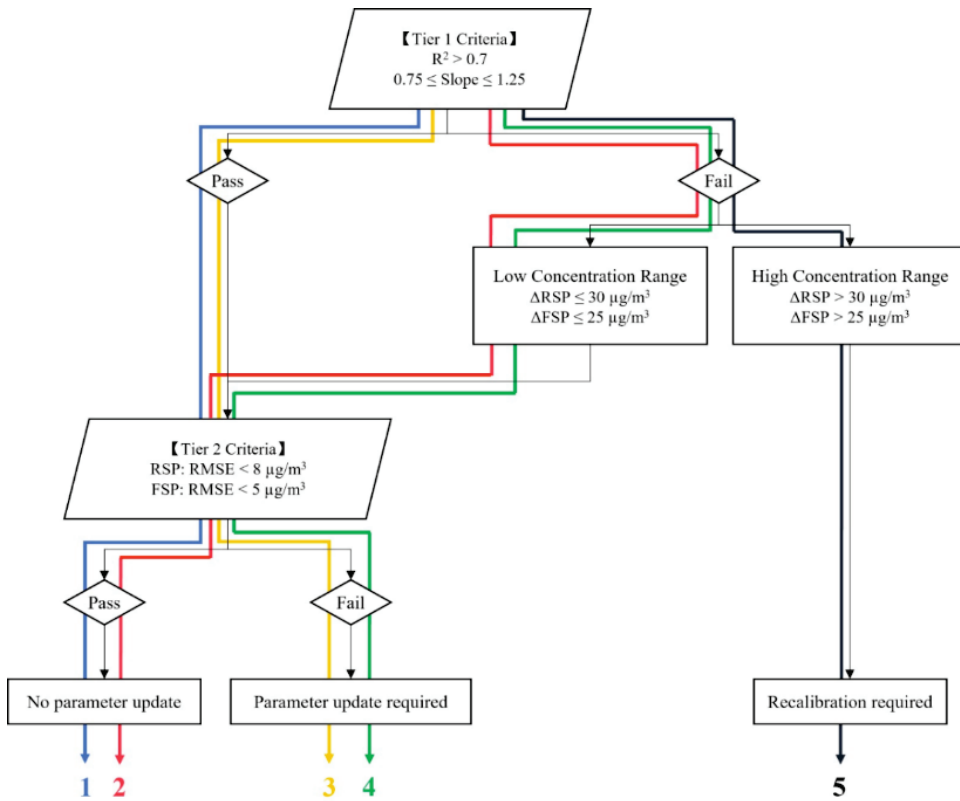 【Tier 1 Criteria】
R² > 0.7
0.75 ≤ Slope ≤ 1.25
Pass
Fail
Low Concentration Range
ΔRSP ≤ 30 µg/m³
ΔFSP ≤ 25 µg/m³
High Concentration Range
ΔRSP > 30 µg/m³
ΔFSP > 25 µg/m³
【Tier 2 Criteria】
RSP: RMSE < 8 µg/m³
FSP: RMSE < 5 µg/m³
Pass
Fail
No parameter update
Parameter update required
Recalibration required
1
2
3
4
5